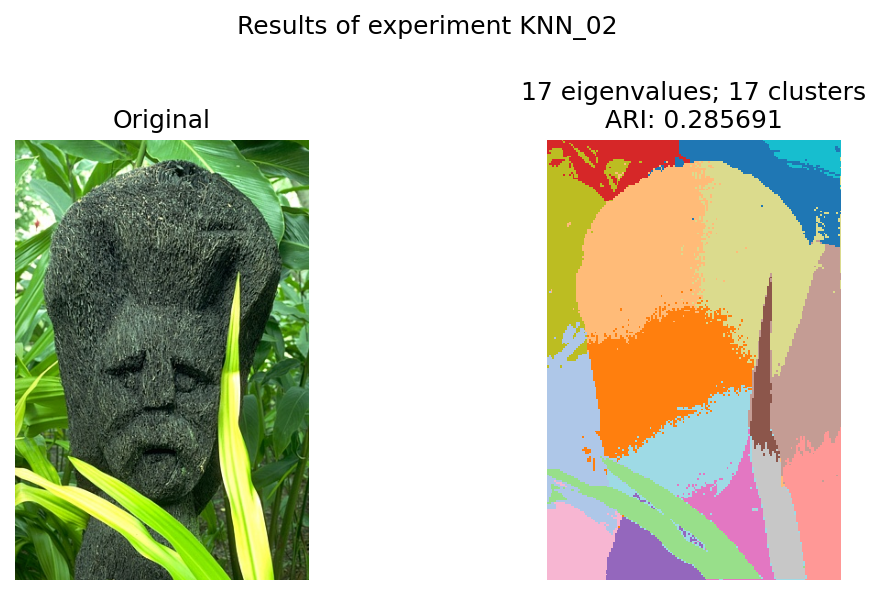 Results of experiment KNN_02
Original
17 eigenvalues; 17 clusters
ARI: 0.285691